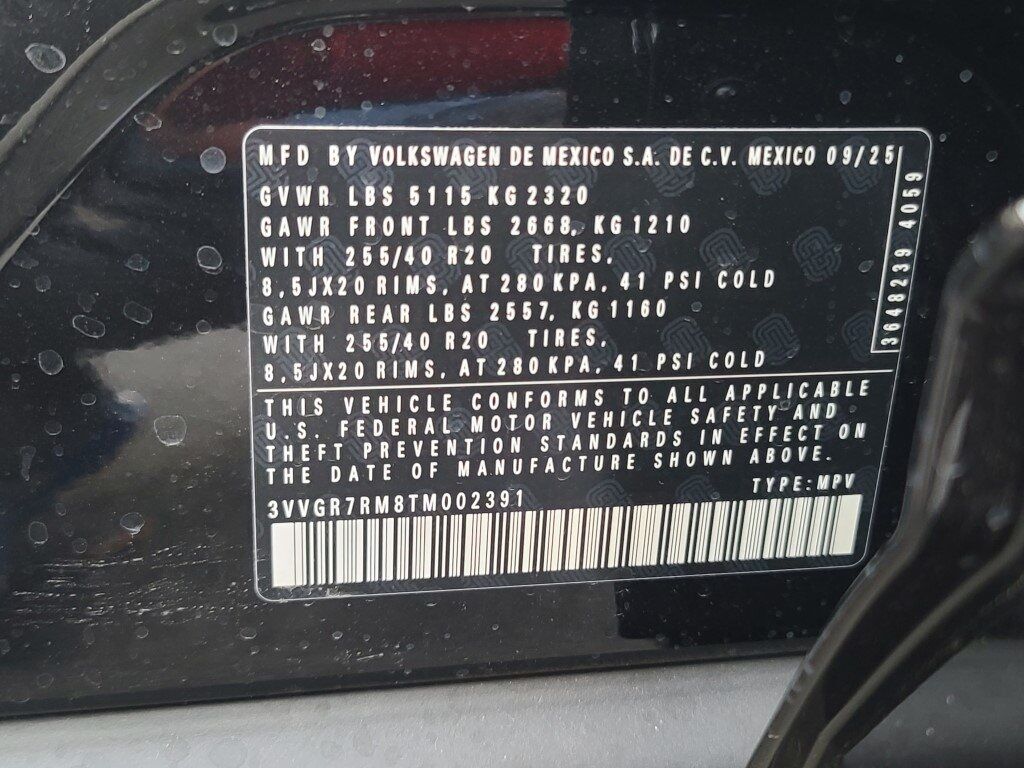 MFD BY VOLKSWAGEN DE MEXICO S.A. DE C.V. MEXICO 09/25
GVWR LBS 5115 KG 2320
GAWR FRONT LBS 2668, KG 1210
WITH 255/40 R20 TIRES,
8,5JX20 RIMS, AT 280 KPA, 41 PSI COLD
GAWR REAR LBS 2557, KG 1160
WITH 255/40 R20 TIRES,
8,5JX20 RIMS, AT 280 KPA, 41 PSI COLD
3648239 4059
THIS VEHICLE CONFORMS TO ALL APPLICABLE
U.S. FEDERAL MOTOR VEHICLE SAFETY AND
THEFT PREVENTION STANDARDS IN EFFECT ON
THE DATE OF MANUFACTURE SHOWN ABOVE.
TYPE: MPV
3VVGR7RM8TM002391